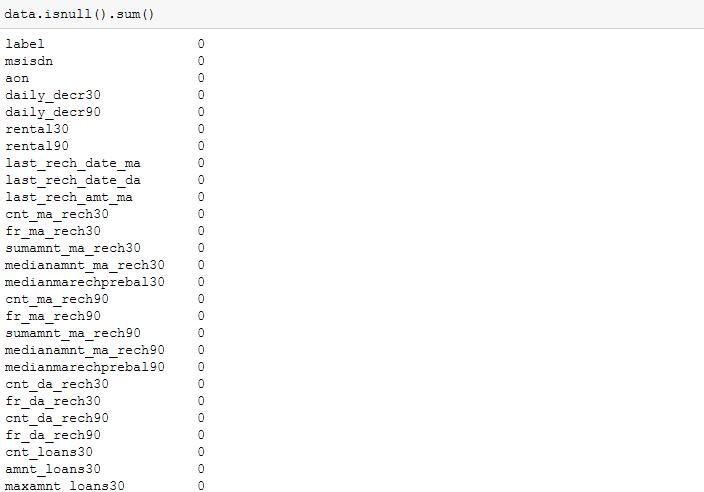 data.isnull().sum()
label 0
msisdn 0
aon 0
daily_decr30 0
daily_decr90 0
rental30 0
rental90 0
last_rech_date_ma 0
last_rech_date_da 0
last_rech_amt_ma 0
cnt_ma_rech30 0
fr_ma_rech30 0
sumamnt_ma_rech30 0
medianamnt_ma_rech30 0
medianmarechprebal30 0
cnt_ma_rech90 0
fr_ma_rech90 0
sumamnt_ma_rech90 0
medianamnt_ma_rech90 0
medianmarechprebal90 0
cnt_da_rech30 0
fr_da_rech30 0
cnt_da_rech90 0
fr_da_rech90 0
cnt_loans30 0
amnt_loans30 0
maxamnt_loans30 0